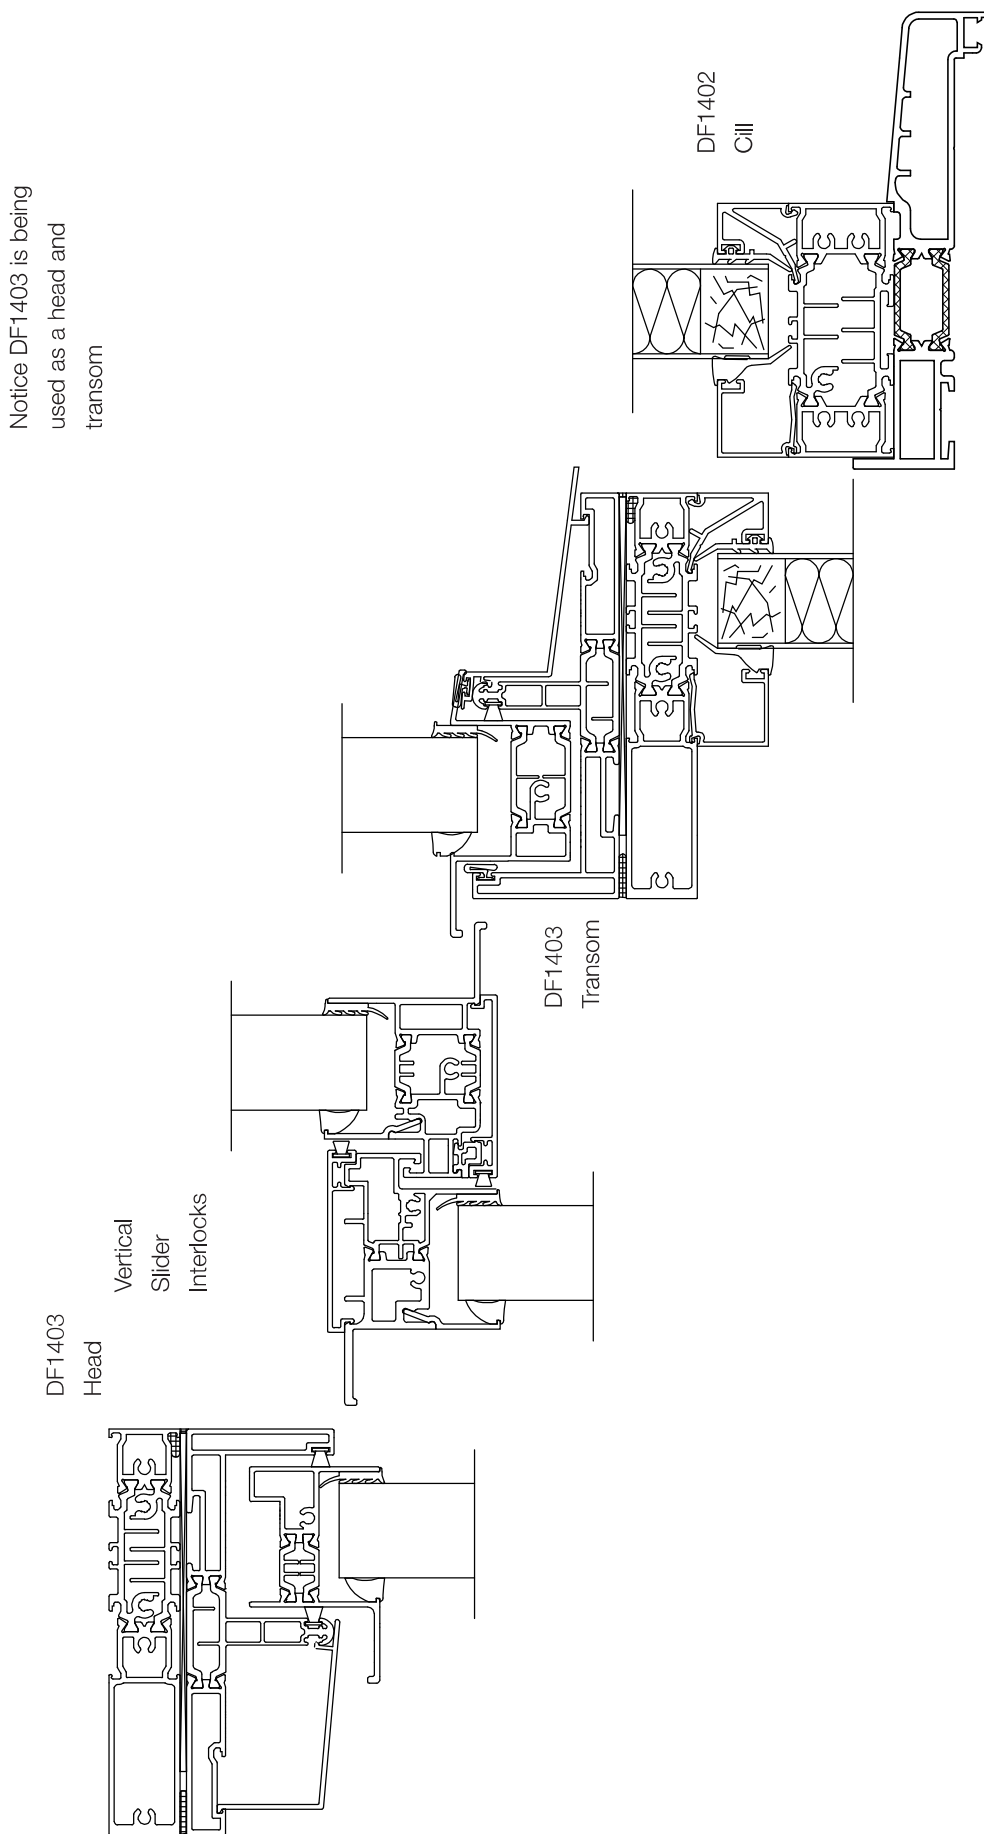 Notice DF1403 is being
used as a head and
transom
DF1403
Head
Vertical
Slider
Interlocks
DF1403
Transom
DF1402
Cill